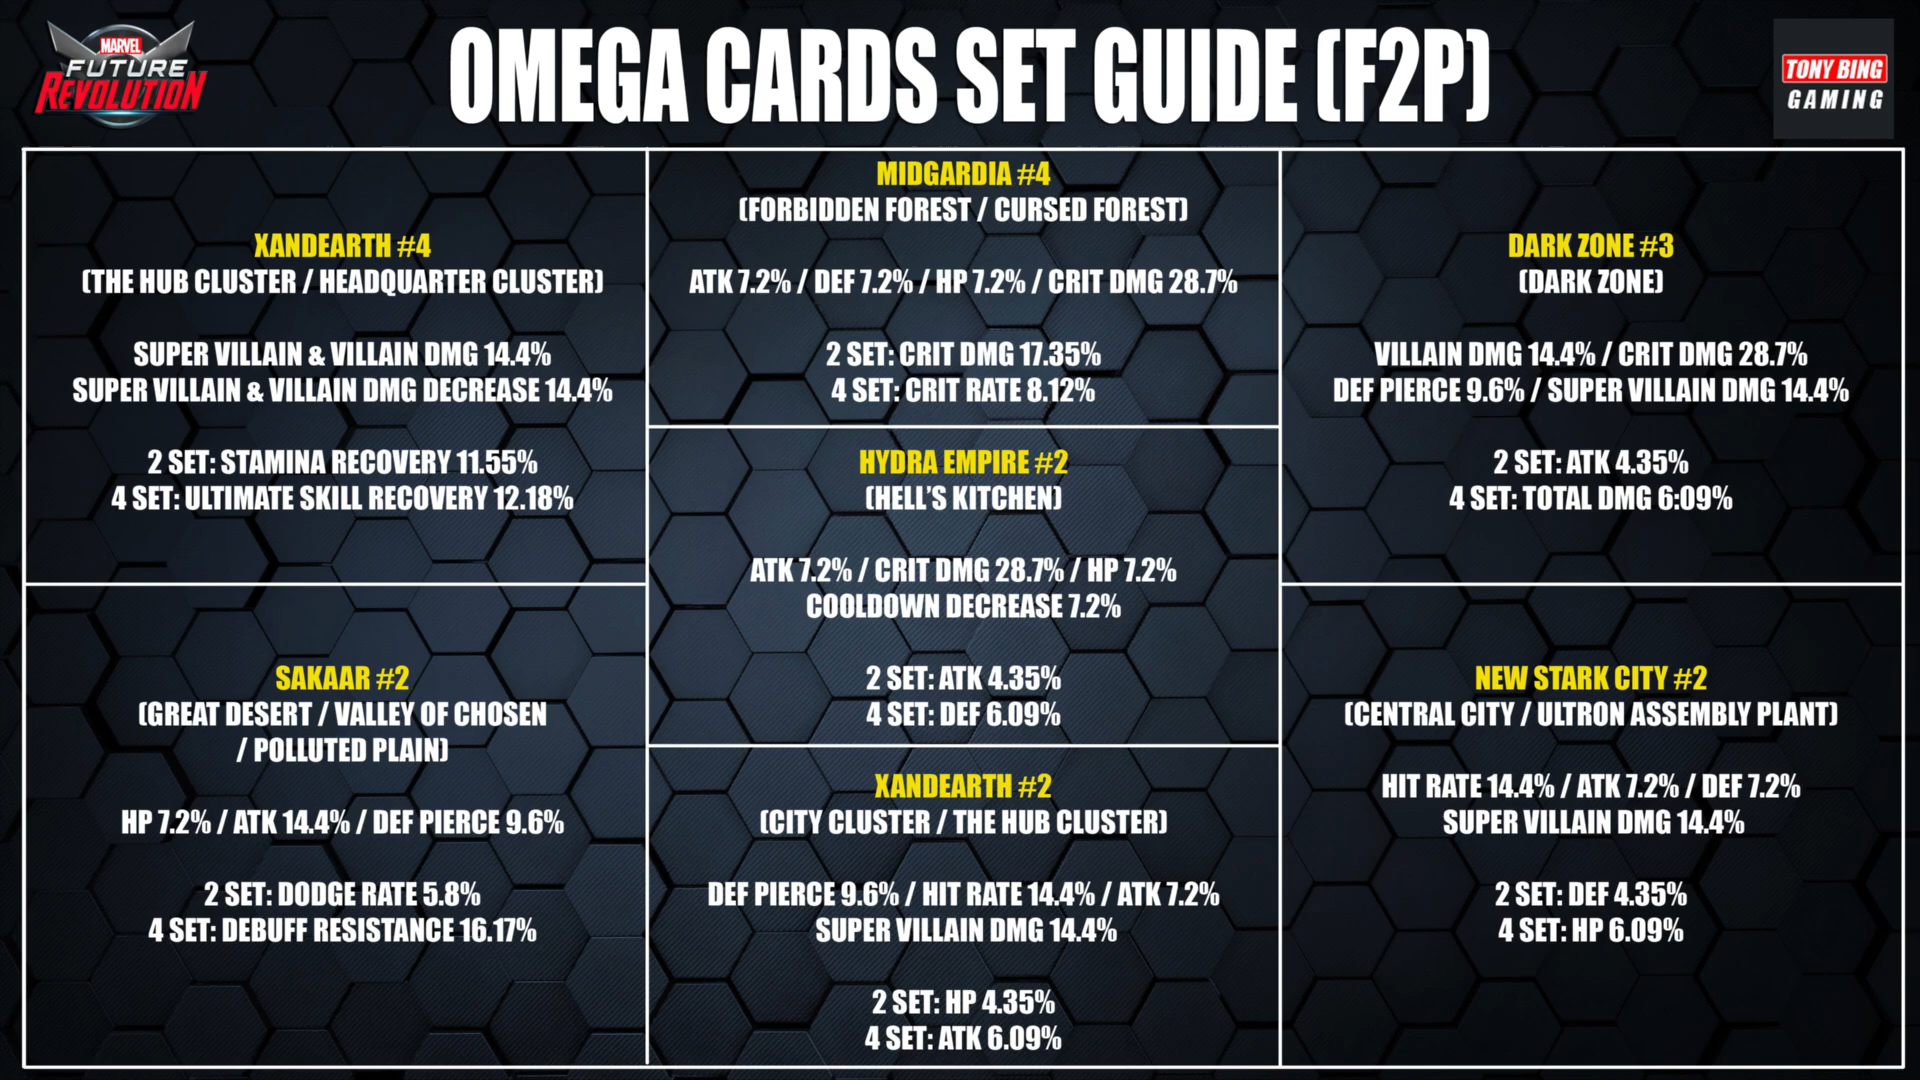 MARVEL
FUTURE
REVOLUTION
OMEGA CARDS SET GUIDE (F2P)
TONY BING
GAMING
XANDEARTH #4
(THE HUB CLUSTER / HEADQUARTER CLUSTER)
SUPER VILLAIN & VILLAIN DMG 14.4%
SUPER VILLAIN & VILLAIN DMG DECREASE 14.4%
2 SET: STAMINA RECOVERY 11.55%
4 SET: ULTIMATE SKILL RECOVERY 12.18%
SAKAAR #2
(GREAT DESERT / VALLEY OF CHOSEN
/ POLLUTED PLAIN)
HP 7.2% / ATK 14.4% / DEF PIERCE 9.6%
2 SET: DODGE RATE 5.8%
4 SET: DEBUFF RESISTANCE 16.17%
MIDGARDIA #4
(FORBIDDEN FOREST / CURSED FOREST)
ATK 7.2% / DEF 7.2% / HP 7.2% / CRIT DMG 28.7%
2 SET: CRIT DMG 17.35%
4 SET: CRIT RATE 8.12%
HYDRA EMPIRE #2
(HELL'S KITCHEN)
ATK 7.2% / CRIT DMG 28.7% / HP 7.2%
COOLDOWN DECREASE 7.2%
2 SET: ATK 4.35%
4 SET: DEF 6.09%
XANDEARTH #2
(CITY CLUSTER / THE HUB CLUSTER)
DEF PIERCE 9.6% / HIT RATE 14.4% / ATK 7.2%
SUPER VILLAIN DMG 14.4%
2 SET: HP 4.35%
4 SET: ATK 6.09%
DARK ZONE #3
(DARK ZONE)
VILLAIN DMG 14.4% / CRIT DMG 28.7%
DEF PIERCE 9.6% / SUPER VILLAIN DMG 14.4%
2 SET: ATK 4.35%
4 SET: TOTAL DMG 6:09%
NEW STARK CITY #2
(CENTRAL CITY / ULTRON ASSEMBLY PLANT)
HIT RATE 14.4% / ATK 7.2% / DEF 7.2%
SUPER VILLAIN DMG 14.4%
2 SET: DEF 4.35%
4 SET: HP 6.09%